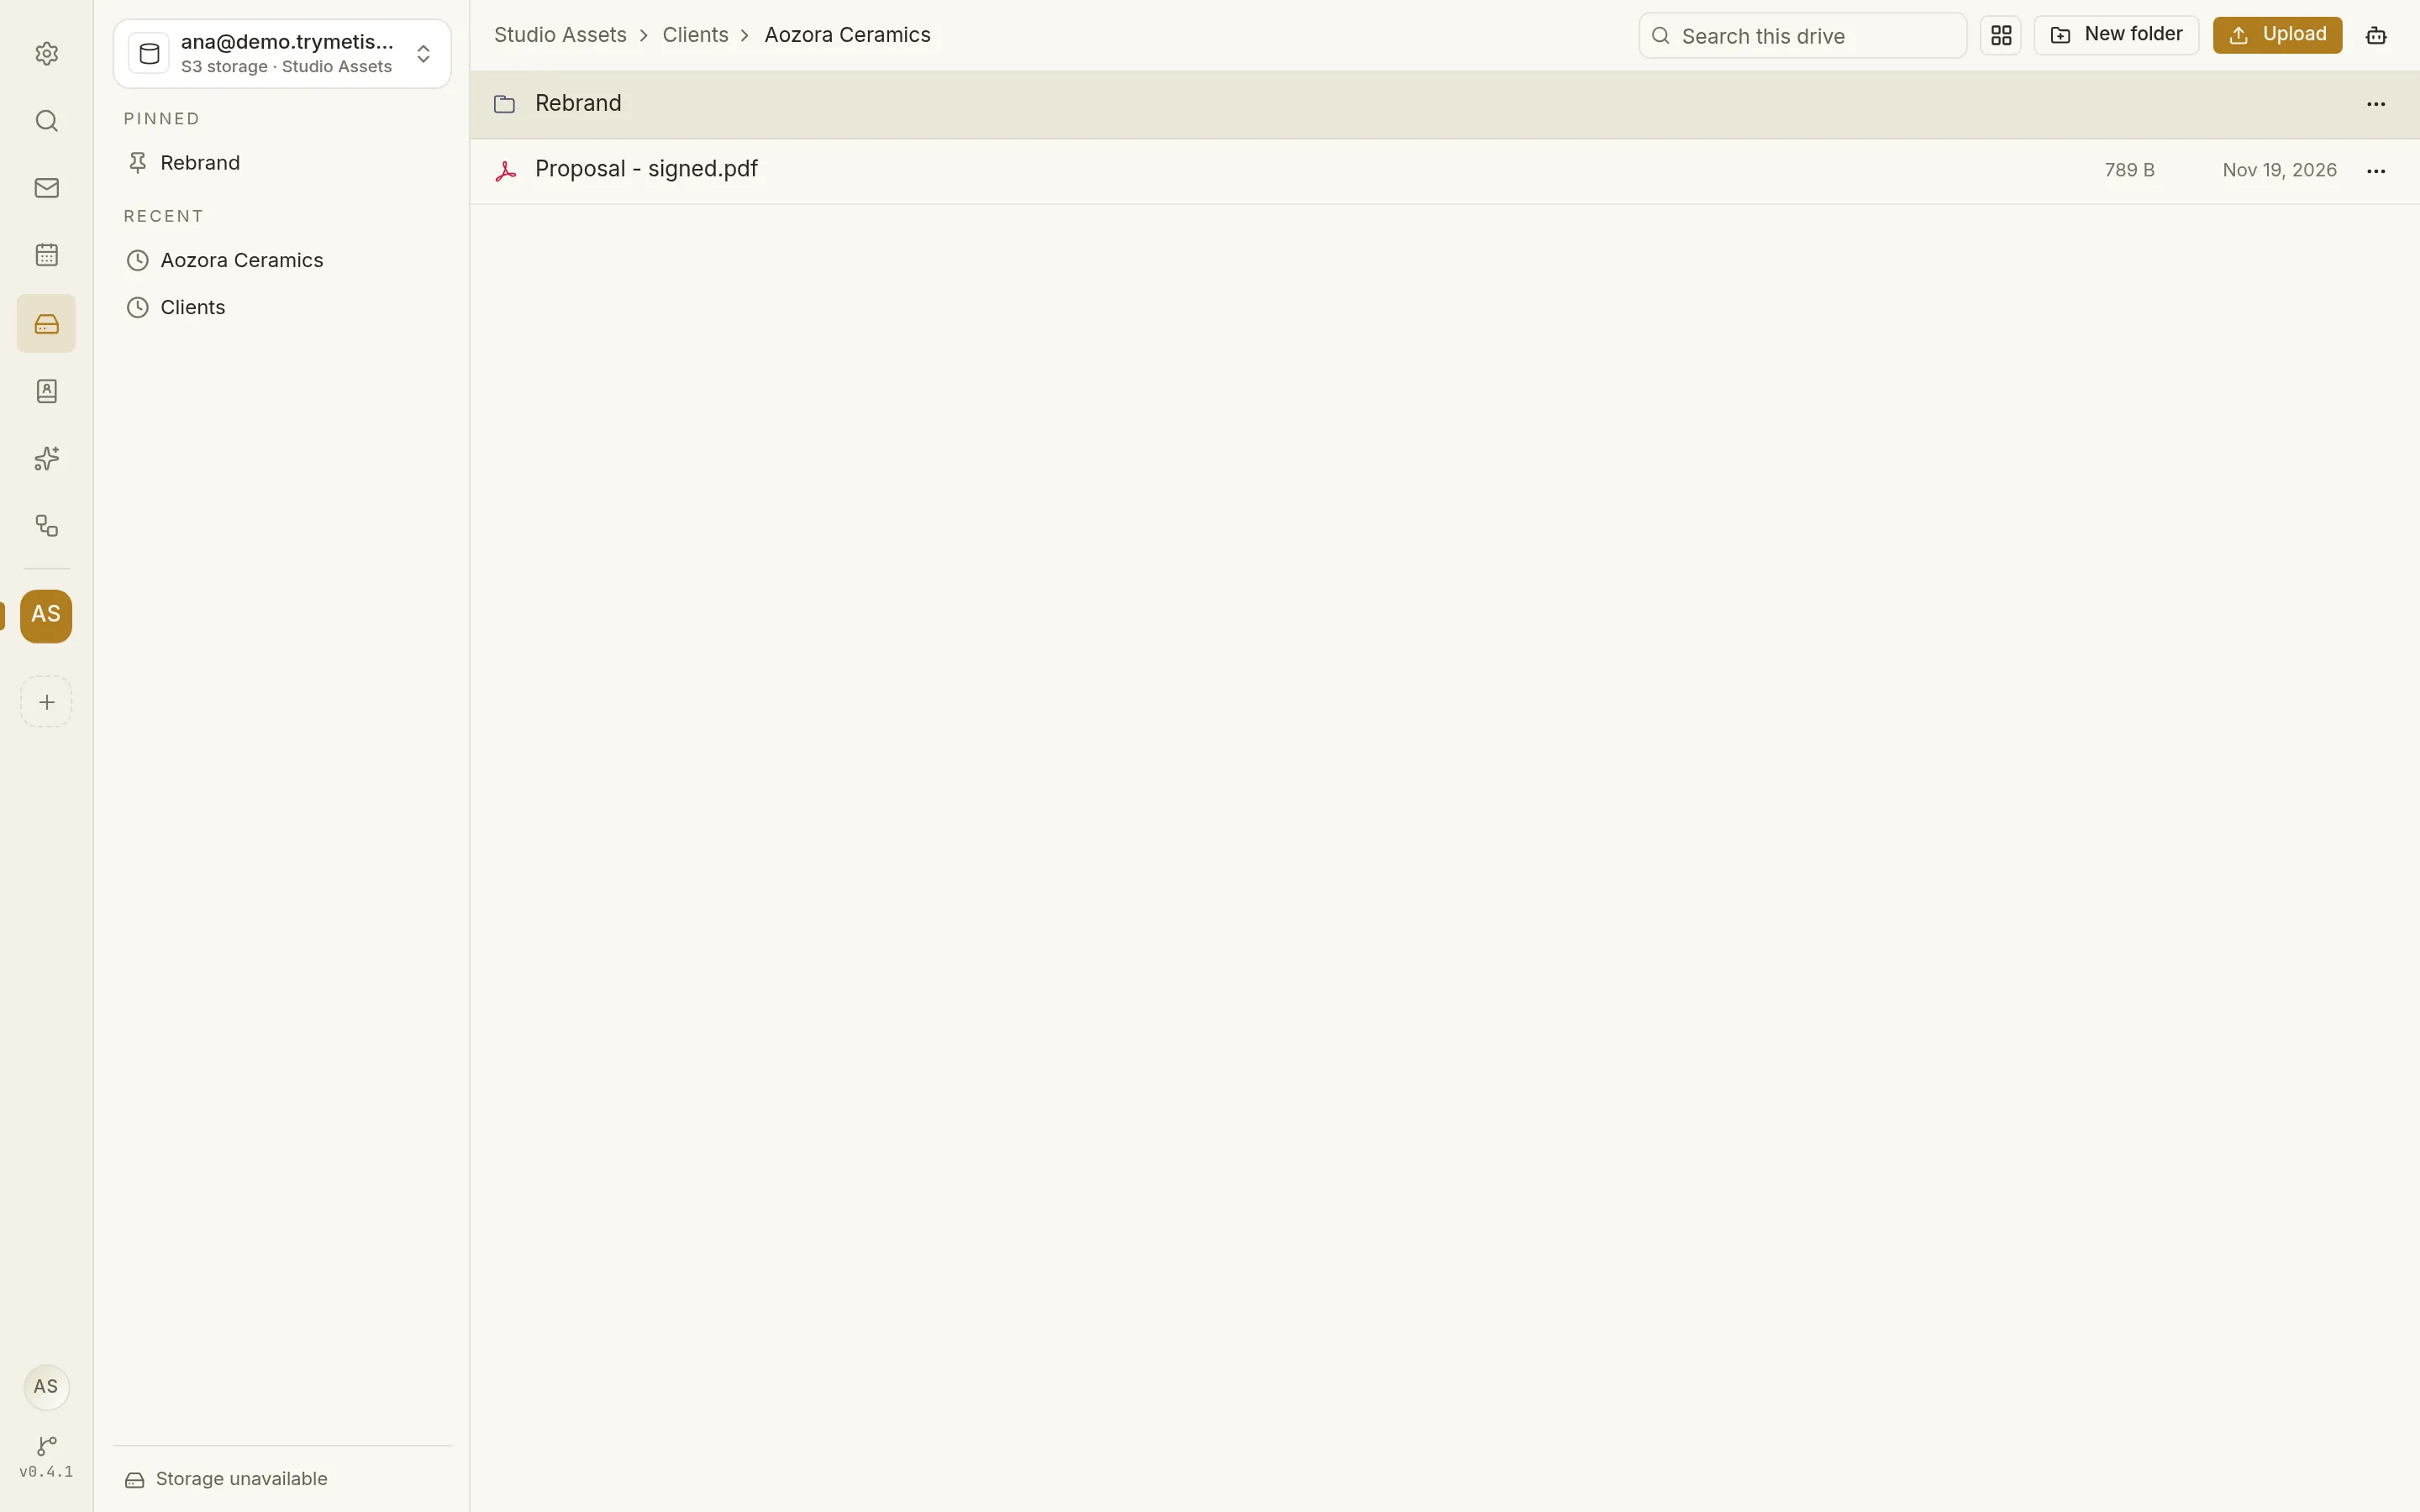 ana@demo.trymetis...
S3 storage · Studio Assets
PINNED
Rebrand
RECENT
Aozora Ceramics
Clients
Storage unavailable
AS
AS
v0.4.1
Studio Assets > Clients > Aozora Ceramics
Search this drive
New folder
Upload
Rebrand
Proposal - signed.pdf
789 B
Nov 19, 2026